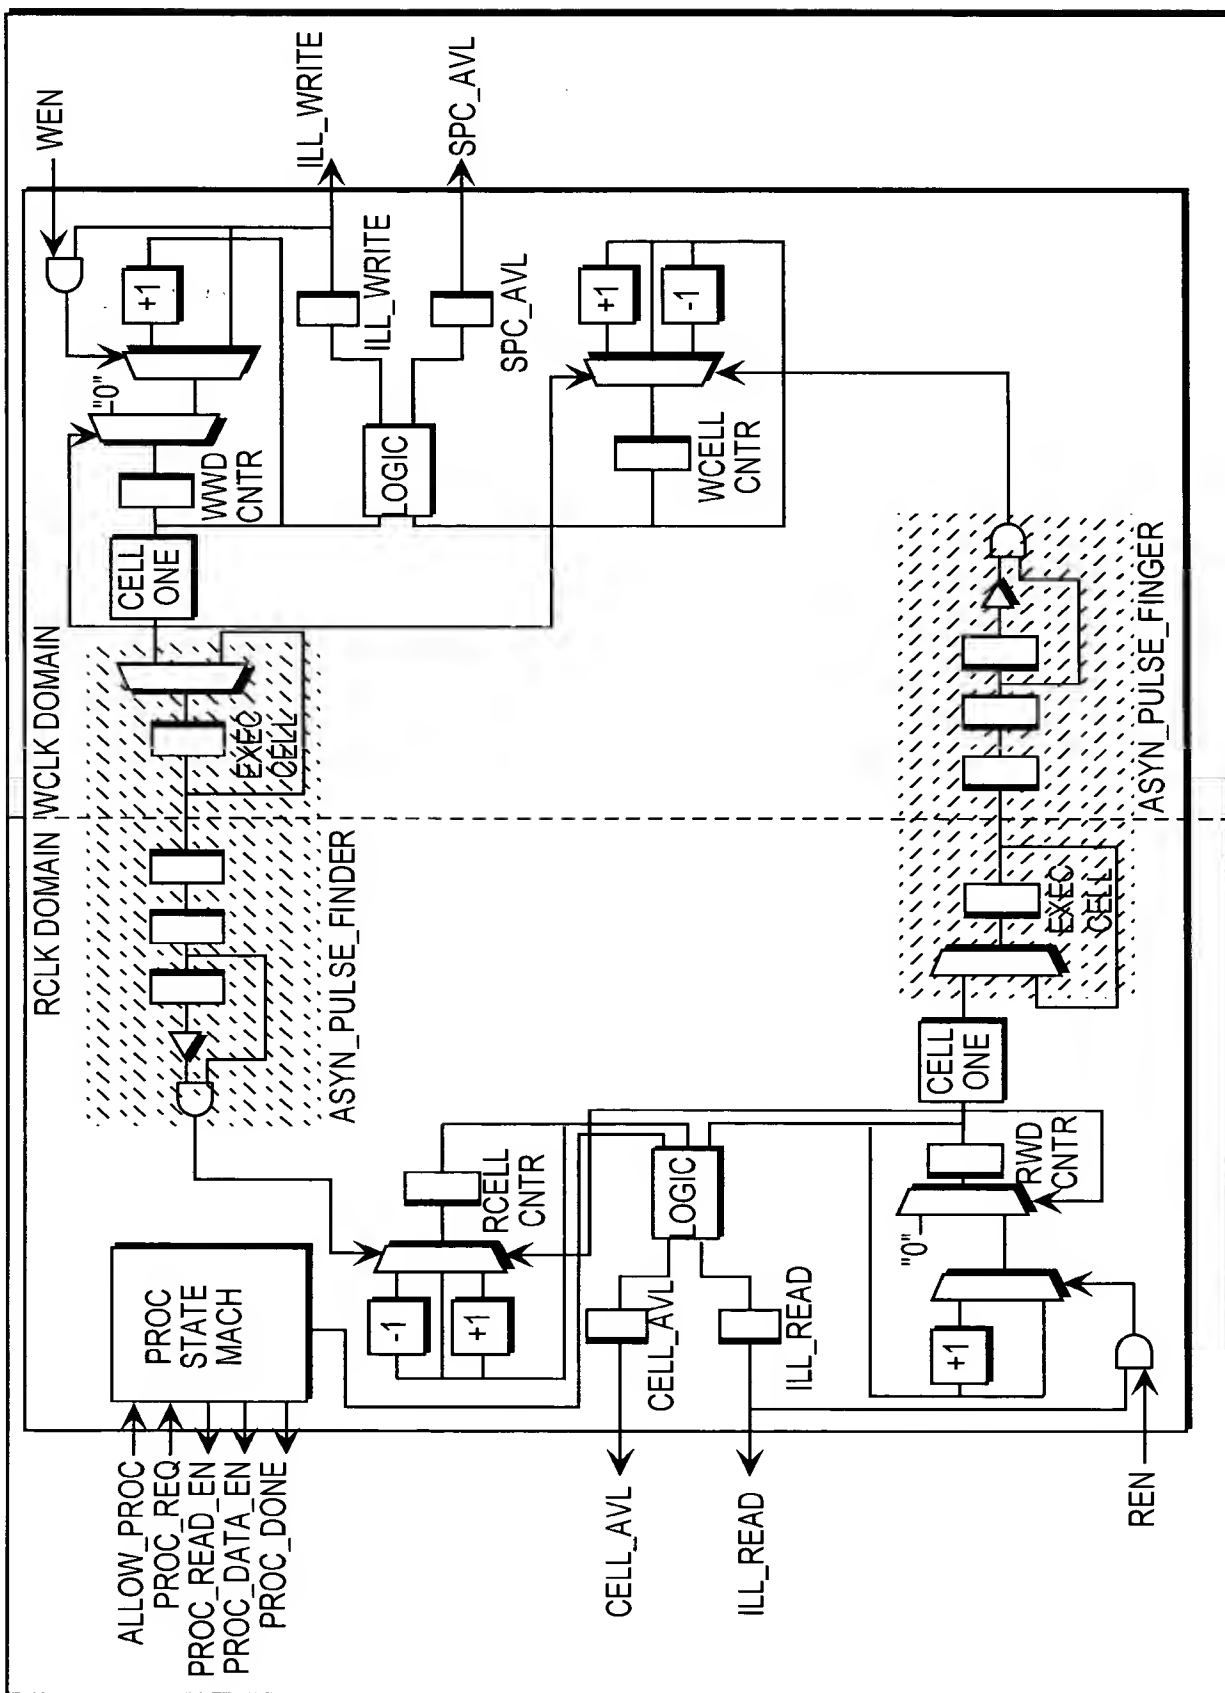 RCLK DOMAIN
WCLK DOMAIN
ALLOW_PROC
PROC_REQ
PROC_READ_EN
PROC_DATA_EN
PROC_DONE
PROC
STATE
MACH
ASYN_PULSE_FINDER
EXEC
CELL
CELL
ONE
WWD
CNTR
"0"
+1
WEN
ILL_WRITE
ILL_WRITE
SPC_AVL
SPC_AVL
LOGIC
WCELL
CNTR
+1
-1
RCELL
CNTR
-1
+1
LOGIC
CELL_AVL
CELL_AVL
ILL_READ
ILL_READ
CELL
ONE
RWD
CNTR
"0"
+1
REN
EXEC
CELL
ASYN_PULSE_FINGER